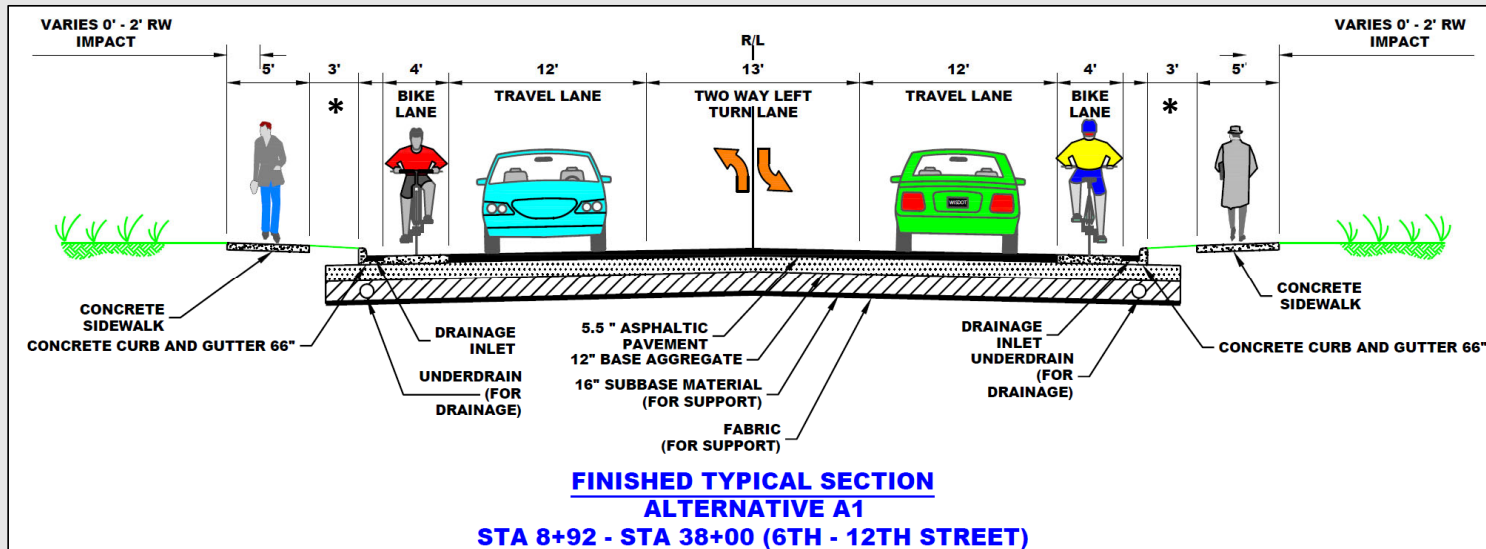 VARIES 0' - 2' RW
IMPACT
VARIES 0' - 2' RW
IMPACT
R/L
5'
3'
4'
12'
13'
12'
4'
3'
5'
*
BIKE
LANE
TRAVEL LANE
TWO WAY LEFT
TURN LANE
TRAVEL LANE
BIKE
LANE
*
WISDOT
CONCRETE
SIDEWALK
CONCRETE CURB AND GUTTER 66"
DRAINAGE
INLET
UNDERDRAIN
(FOR
DRAINAGE)
5.5 " ASPHALTIC
PAVEMENT
12" BASE AGGREGATE
16" SUBBASE MATERIAL
(FOR SUPPORT)
FABRIC
(FOR SUPPORT)
DRAINAGE
INLET
UNDERDRAIN
(FOR
DRAINAGE)
CONCRETE
SIDEWALK
CONCRETE CURB AND GUTTER 66"
FINISHED TYPICAL SECTION
ALTERNATIVE A1
STA 8+92 - STA 38+00 (6TH - 12TH STREET)